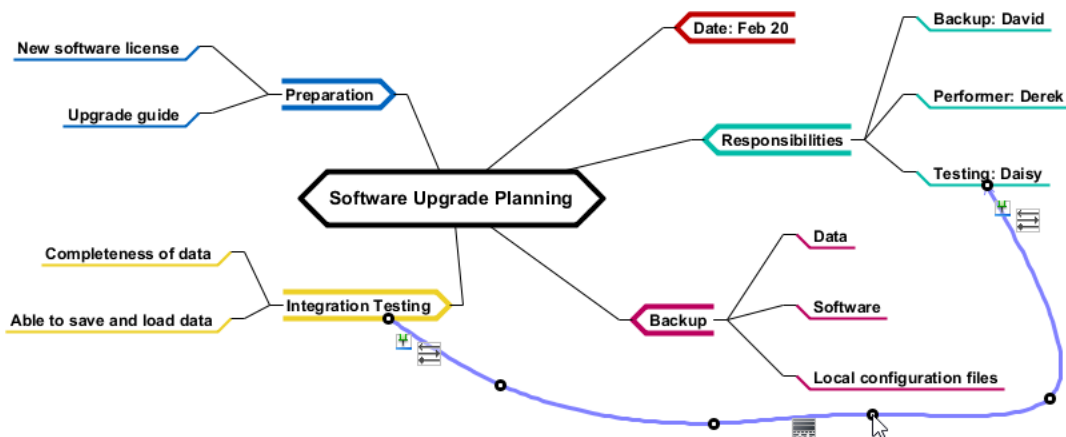 New software license
Upgrade guide
Preparation
Date: Feb 20
Backup: David
Performer: Derek
Testing: Daisy
Responsibilities
Software Upgrade Planning
Completeness of data
Able to save and load data
Integration Testing
Backup
Data
Software
Local configuration files